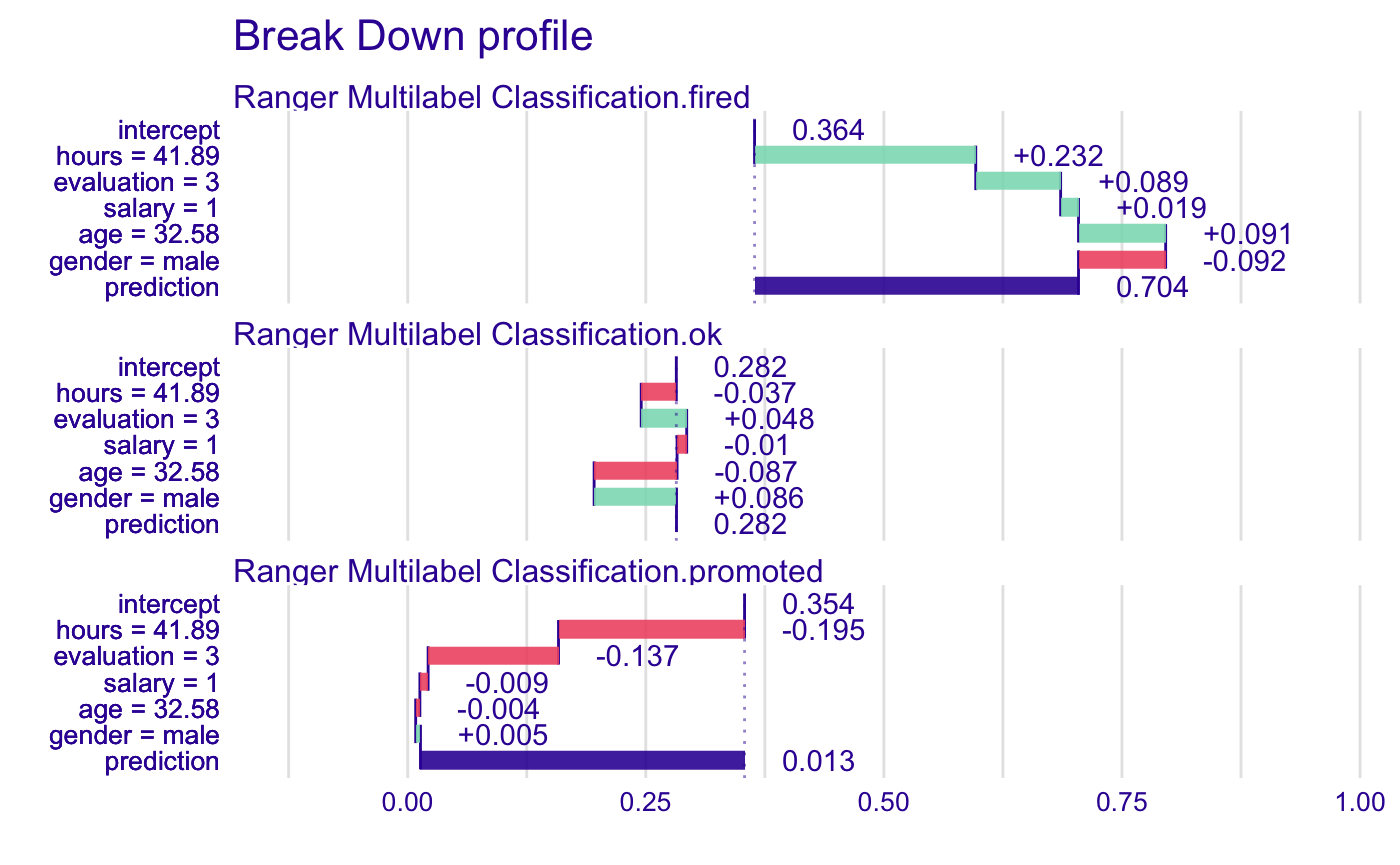 Break Down profile
Ranger Multilabel Classification.fired
intercept 0.364
hours = 41.89 +0.232
evaluation = 3 +0.089
salary = 1 +0.019
age = 32.58 +0.091
gender = male -0.092
prediction 0.704
Ranger Multilabel Classification.ok
intercept 0.282
hours = 41.89 -0.037
evaluation = 3 +0.048
salary = 1 -0.01
age = 32.58 -0.087
gender = male +0.086
prediction 0.282
Ranger Multilabel Classification.promoted
intercept 0.354
hours = 41.89 -0.195
evaluation = 3 -0.137
salary = 1 -0.009
age = 32.58 -0.004
gender = male +0.005
prediction 0.013
0.00 0.25 0.50 0.75 1.00